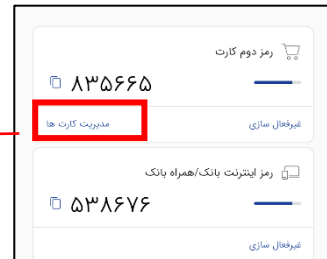 رمز دوم کارت
۸۳۵۶۶۵
غیرفعال سازی مدیریت کارت ها
رمز اینترنت بانک/همراه بانک
۵۳۸۶۷۶
غیرفعال سازی